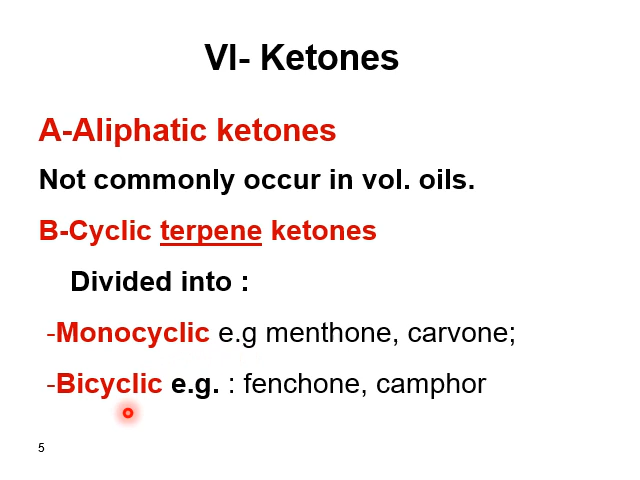 VI- Ketones
A-Aliphatic ketones
Not commonly occur in vol. oils.
B-Cyclic terpene ketones
Divided into :
-Monocyclic e.g menthone, carvone;
-Bicyclic e.g. : fenchone, camphor
5